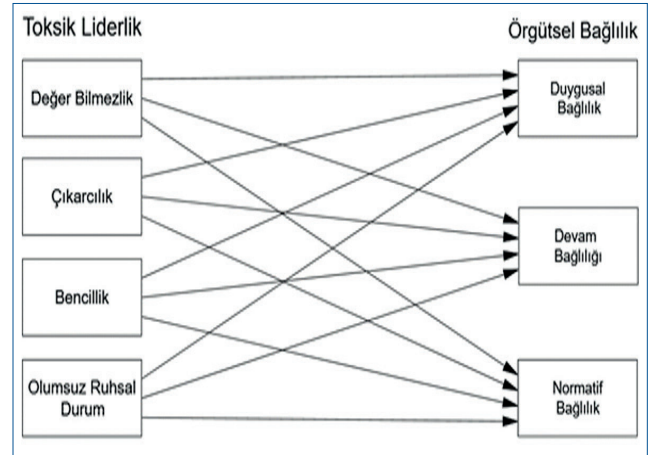 Toksik Liderlik
Örgütsel Bağlılık
Değer Bilmezlik
Duygusal
Bağlılık
Çıkarcılık
Devam
Bağlılığı
Bencillik
Olumsuz Ruhsal
Durum
Normatif
Bağlılık